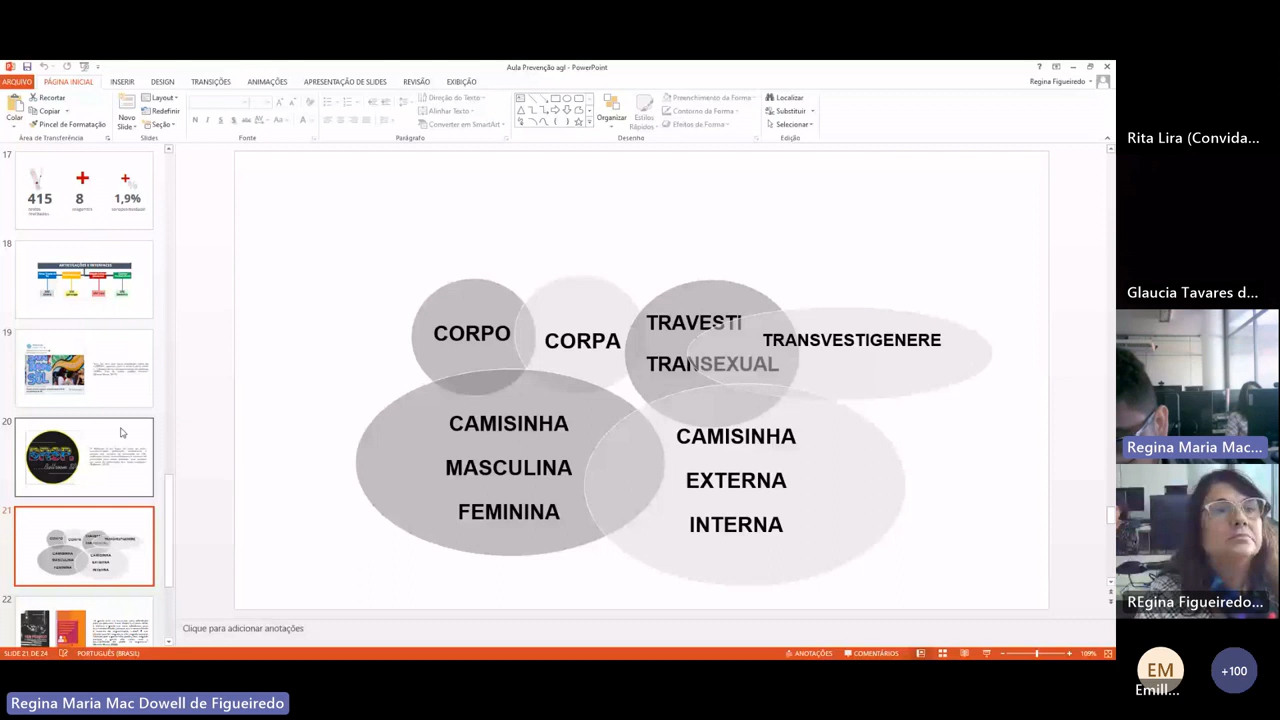 Aula Prevenção agl - PowerPoint
ARQUIVO
PÁGINA INICIAL
INSERIR
DESIGN
TRANSIÇÕES
ANIMAÇÕES
APRESENTAÇÃO DE SLIDES
REVISÃO
EXIBIÇÃO
Regina Figueiredo
Colar
Recortar
Copiar
Pincel de Formatação
Área de Transferência
Novo
Slide
Layout
Redefinir
Seção
Slides
N I S
Fonte
Direção do Texto
Alinhar Texto
Converter em SmartArt
Parágrafo
Organizar
Estilos
Rápidos
Preenchimento da Forma
Contorno da Forma
Efeitos da Forma
Desenho
Localizar
Substituir
Selecionar
Edição
17
415
8
1,9%
18
19
20
21
22
CORPO
CORPA
TRAVESTI
TRANSEXUAL
TRANSVESTIGENERE
CAMISINHA
MASCULINA
FEMININA
CAMISINHA
EXTERNA
INTERNA
Clique para adicionar anotações
SLIDE 21 DE 24
PORTUGUÊS (BRASIL)
ANOTAÇÕES
COMENTÁRIOS
109%
Rita Lira (Convida...
Glaucia Tavares d...
Regina Maria Mac...
REgina Figueiredo...
EM
Emill...
+100
Regina Maria Mac Dowell de Figueiredo